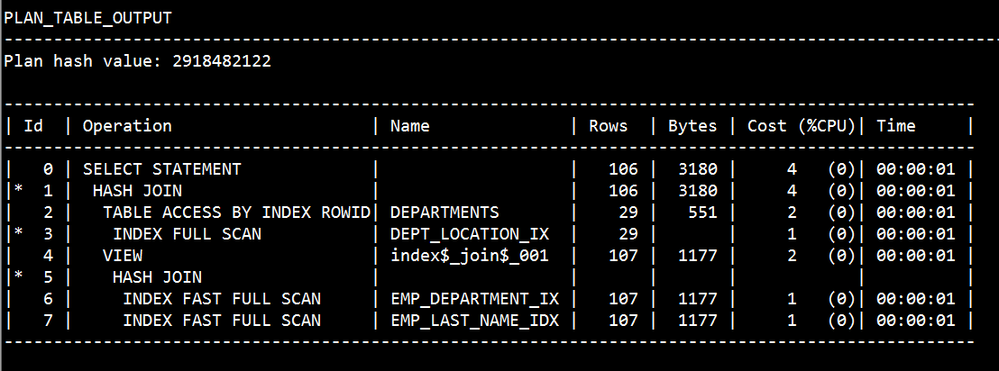 PLAN_TABLE_OUTPUT
----------------------------------------------------------------------------------------------------
Plan hash value: 2918482122
--------------------------------------------------------------------------------------------------
| Id  | Operation                    | Name              | Rows  | Bytes | Cost (%CPU)| Time     |
--------------------------------------------------------------------------------------------------
|   0 | SELECT STATEMENT             |                   |   106 |  3180 |     4   (0)| 00:00:01 |
|*  1 |  HASH JOIN                   |                   |   106 |  3180 |     4   (0)| 00:00:01 |
|   2 |   TABLE ACCESS BY INDEX ROWID| DEPARTMENTS       |    29 |   551 |     2   (0)| 00:00:01 |
|*  3 |    INDEX FULL SCAN           | DEPT_LOCATION_IX  |    29 |       |     1   (0)| 00:00:01 |
|   4 |   VIEW                       | index$_join$_001  |   107 |  1177 |     2   (0)| 00:00:01 |
|*  5 |    HASH JOIN                 |                   |       |       |            |          |
|   6 |     INDEX FAST FULL SCAN     | EMP_DEPARTMENT_IX |   107 |  1177 |     1   (0)| 00:00:01 |
|   7 |     INDEX FAST FULL SCAN     | EMP_LAST_NAME_IDX |   107 |  1177 |     1   (0)| 00:00:01 |
--------------------------------------------------------------------------------------------------